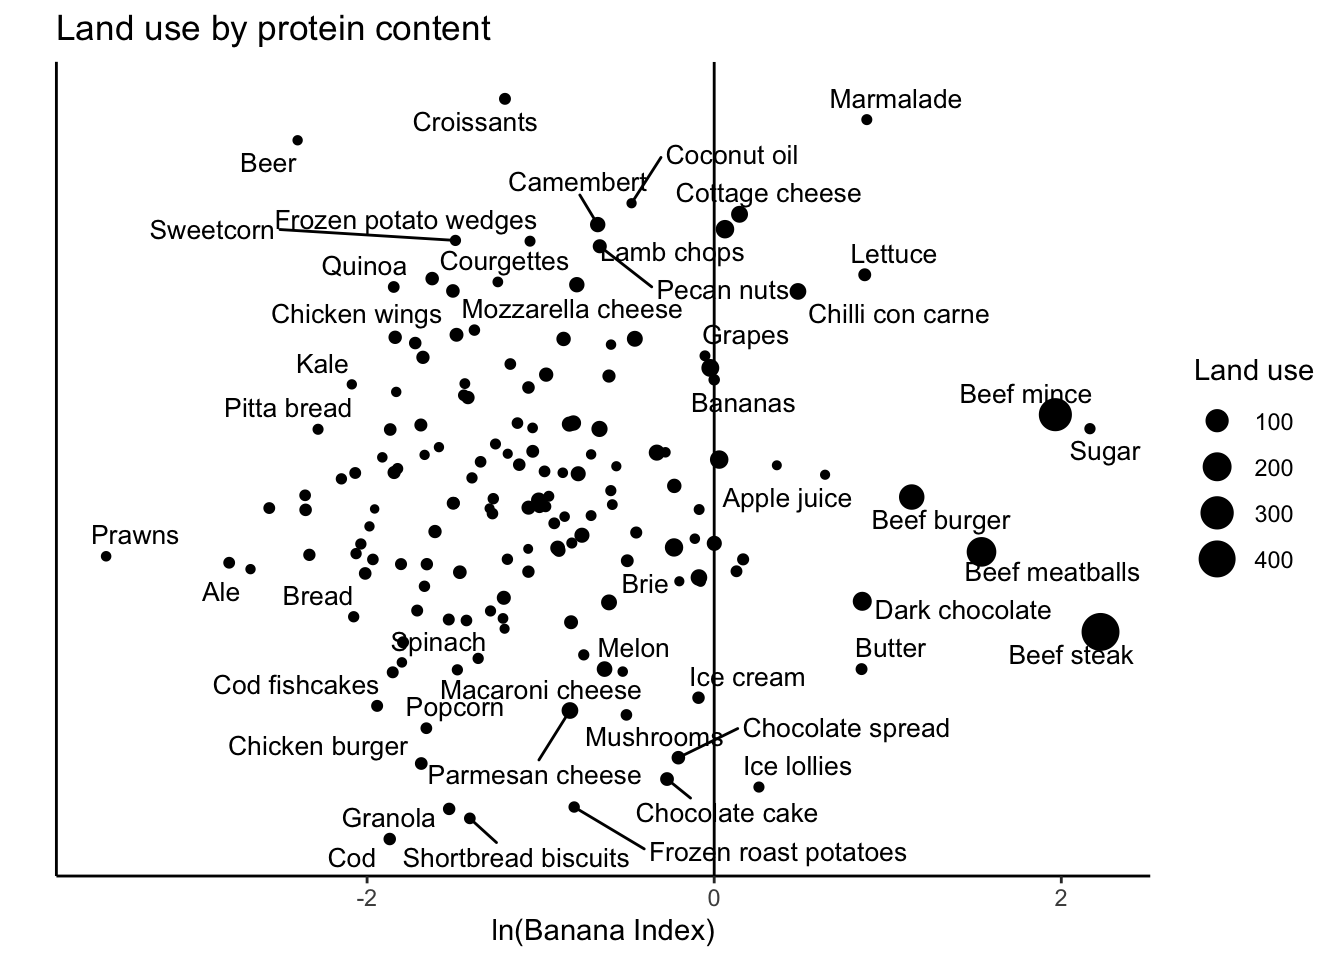 Land use by protein content
Marmalade
Croissants
Beer
Coconut oil
Camembert
Cottage cheese
Frozen potato wedges
Sweetcorn
Lamb chops
Lettuce
Quinoa
Courgettes
Pecan nuts
Chicken wings
Mozzarella cheese
Chilli con carne
Grapes
Kale
Land use
Beef mince
Pitta bread
Bananas
100
Sugar
200
Apple juice
300
Beef burger
Prawns
400
Beef meatballs
Ale
Bread
Brie
Dark chocolate
Spinach
Melon
Butter
Beef steak
Cod fishcakes
Macaroni cheese
Ice cream
Popcorn
Chocolate spread
Mushrooms
Chicken burger
Parmesan cheese
Ice lollies
Granola
Chocolate cake
Cod
Shortbread biscuits
Frozen roast potatoes
-2
0
2
ln(Banana Index)